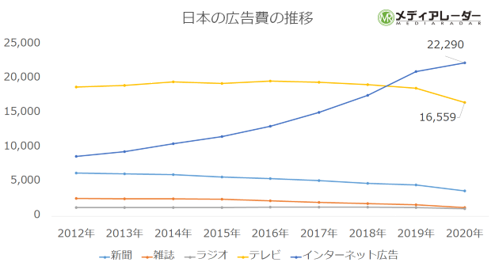 日本の広告費の推移
メディアレーダー
MEDIARADAR
25,000
20,000
15,000
10,000
5,000
0
22,290
16,559
2012年 2013年 2014年 2015年 2016年 2017年 2018年 2019年 2020年
新聞 雑誌 ラジオ テレビ インターネット広告